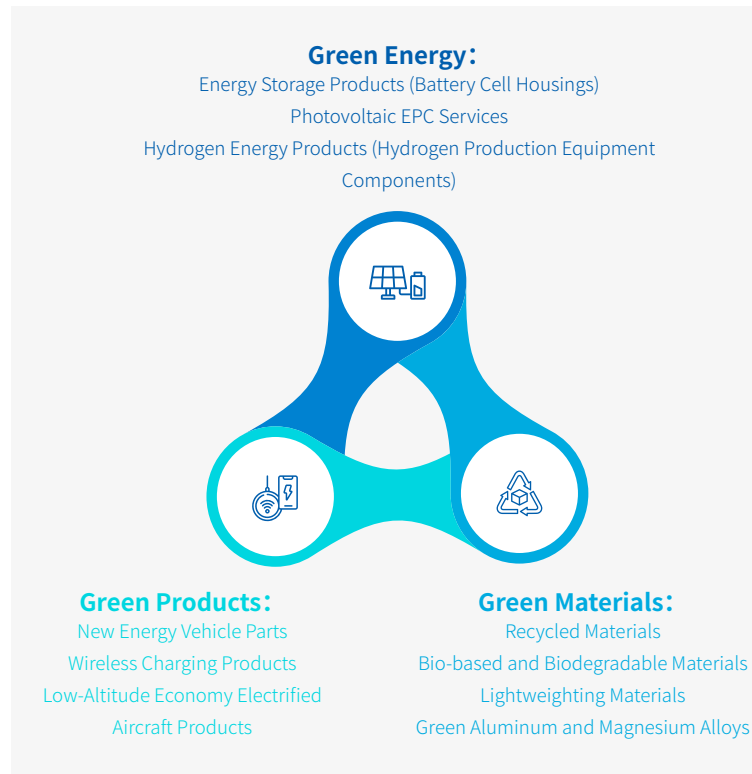 Green Energy：
Energy Storage Products (Battery Cell Housings)
Photovoltaic EPC Services
Hydrogen Energy Products (Hydrogen Production Equipment
Components)
Green Products：
New Energy Vehicle Parts
Wireless Charging Products
Low-Altitude Economy Electrified
Aircraft Products
Green Materials：
Recycled Materials
Bio-based and Biodegradable Materials
Lightweighting Materials
Green Aluminum and Magnesium Alloys